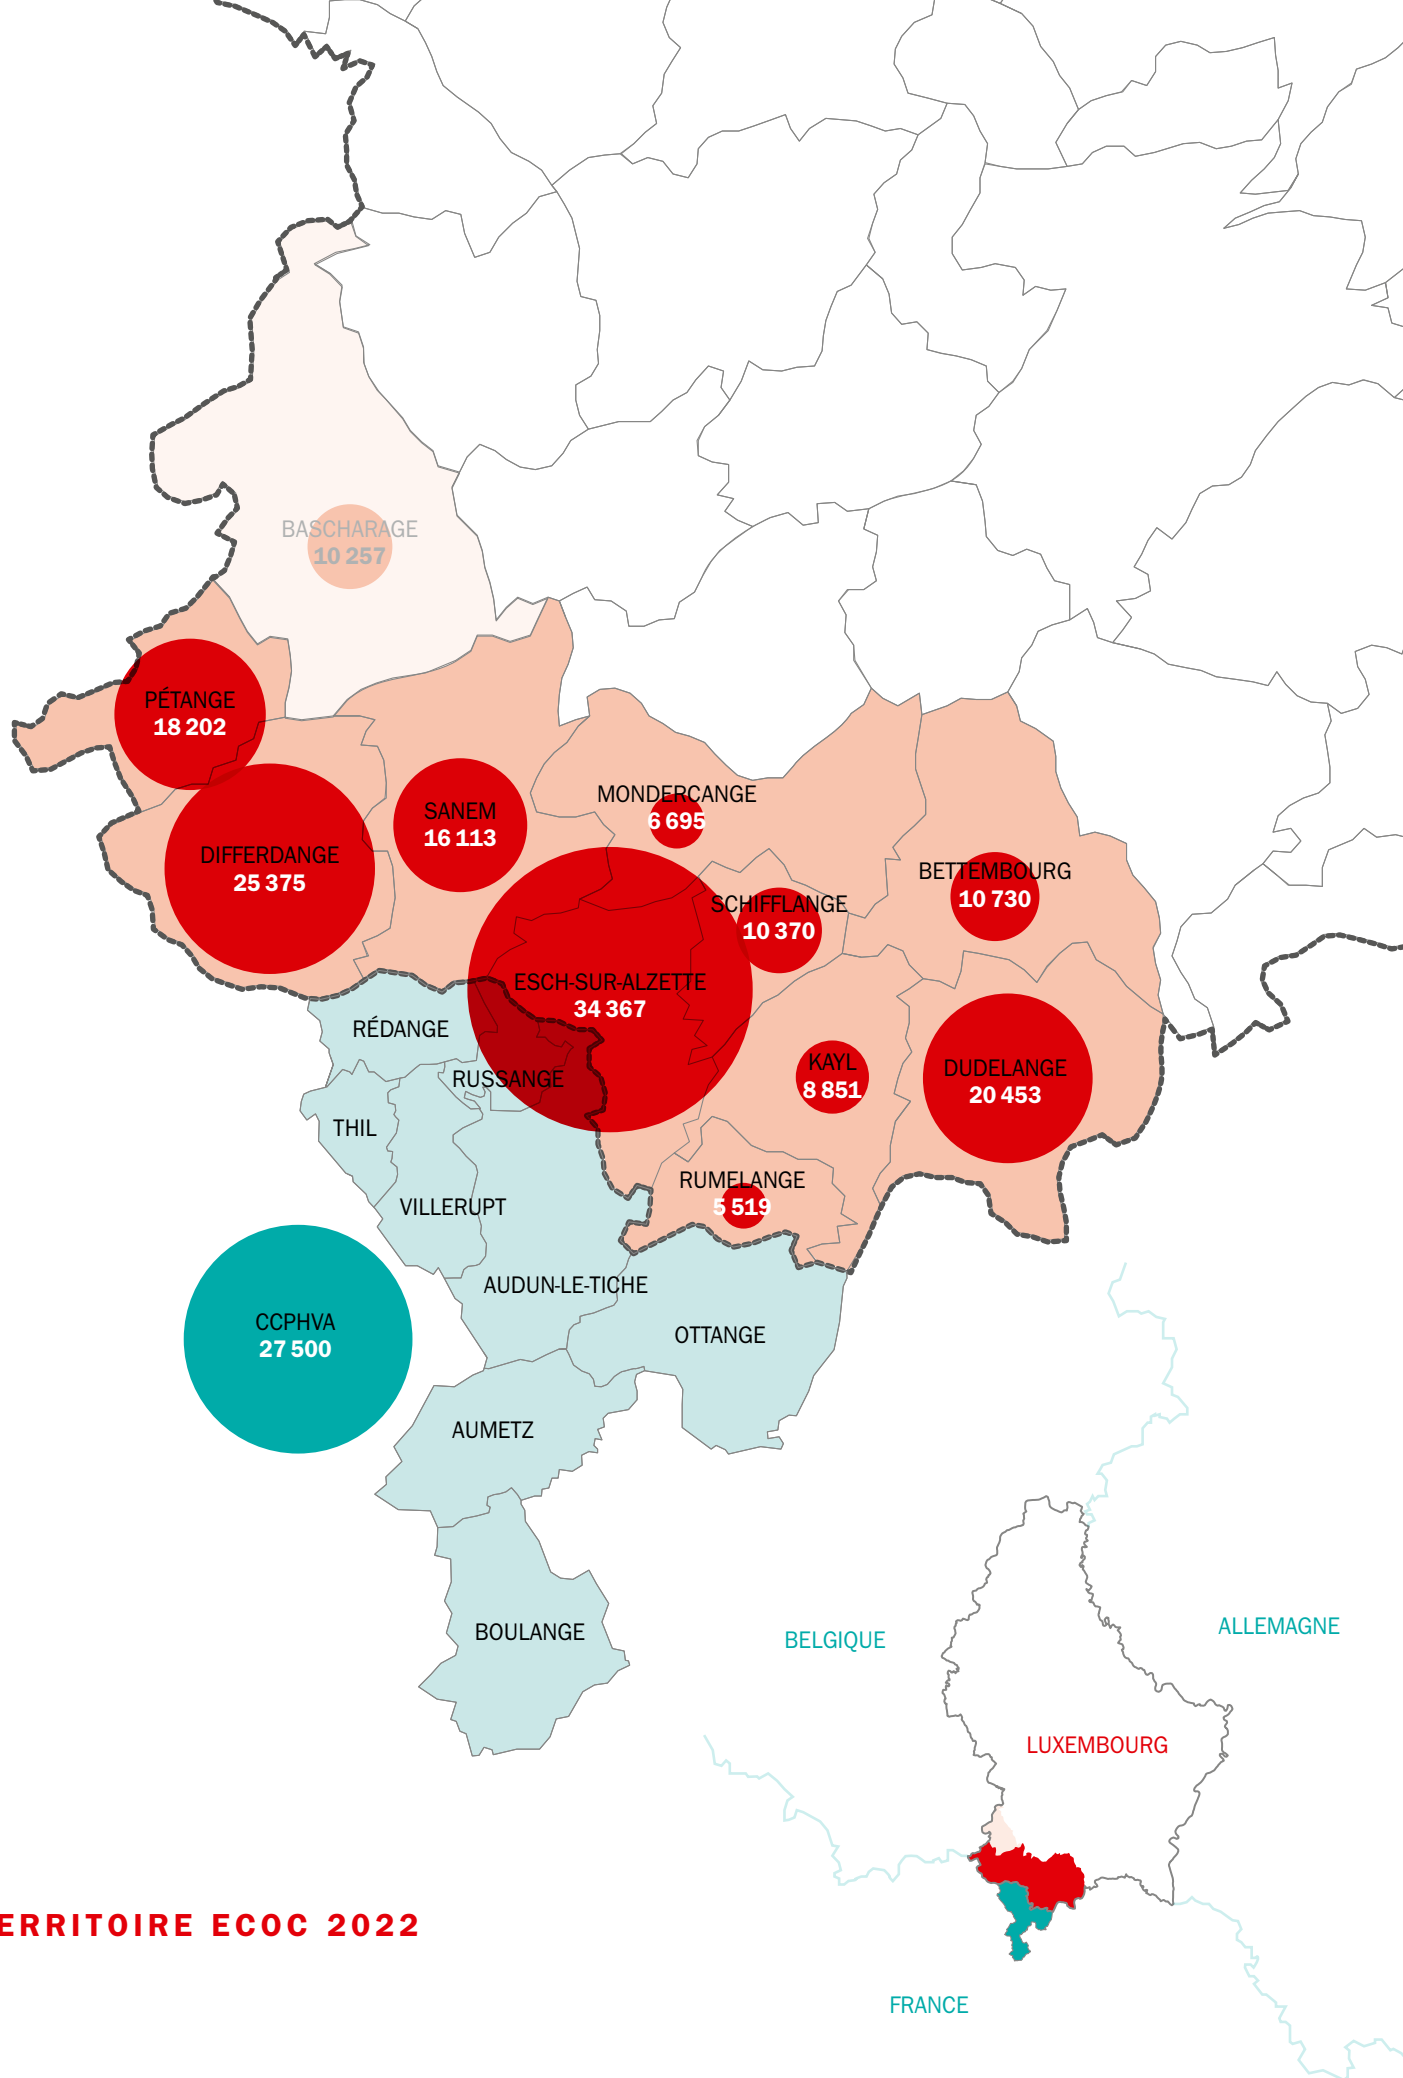 BASCHARAGE
10 257
PÉTANGE
18 202
MONDERCANGE
6 695
SANEM
16 113
DIFFERDANGE
25 375
BETTEMBOURG
10 730
SCHIFFLANGE
10 370
ESCH-SUR-ALZETTE
34 367
RÉDANGE
KAYL
8 851
DUDELANGE
20 453
RUSSANGE
THIL
RUMELANGE
5 519
VILLERUPT
AUDUN-LE-TICHE
CCPHVA
27 500
OTTANGE
AUMETZ
BOULANGE
BELGIQUE
ALLEMAGNE
LUXEMBOURG
ERRITOIRE ECOC 2022
FRANCE